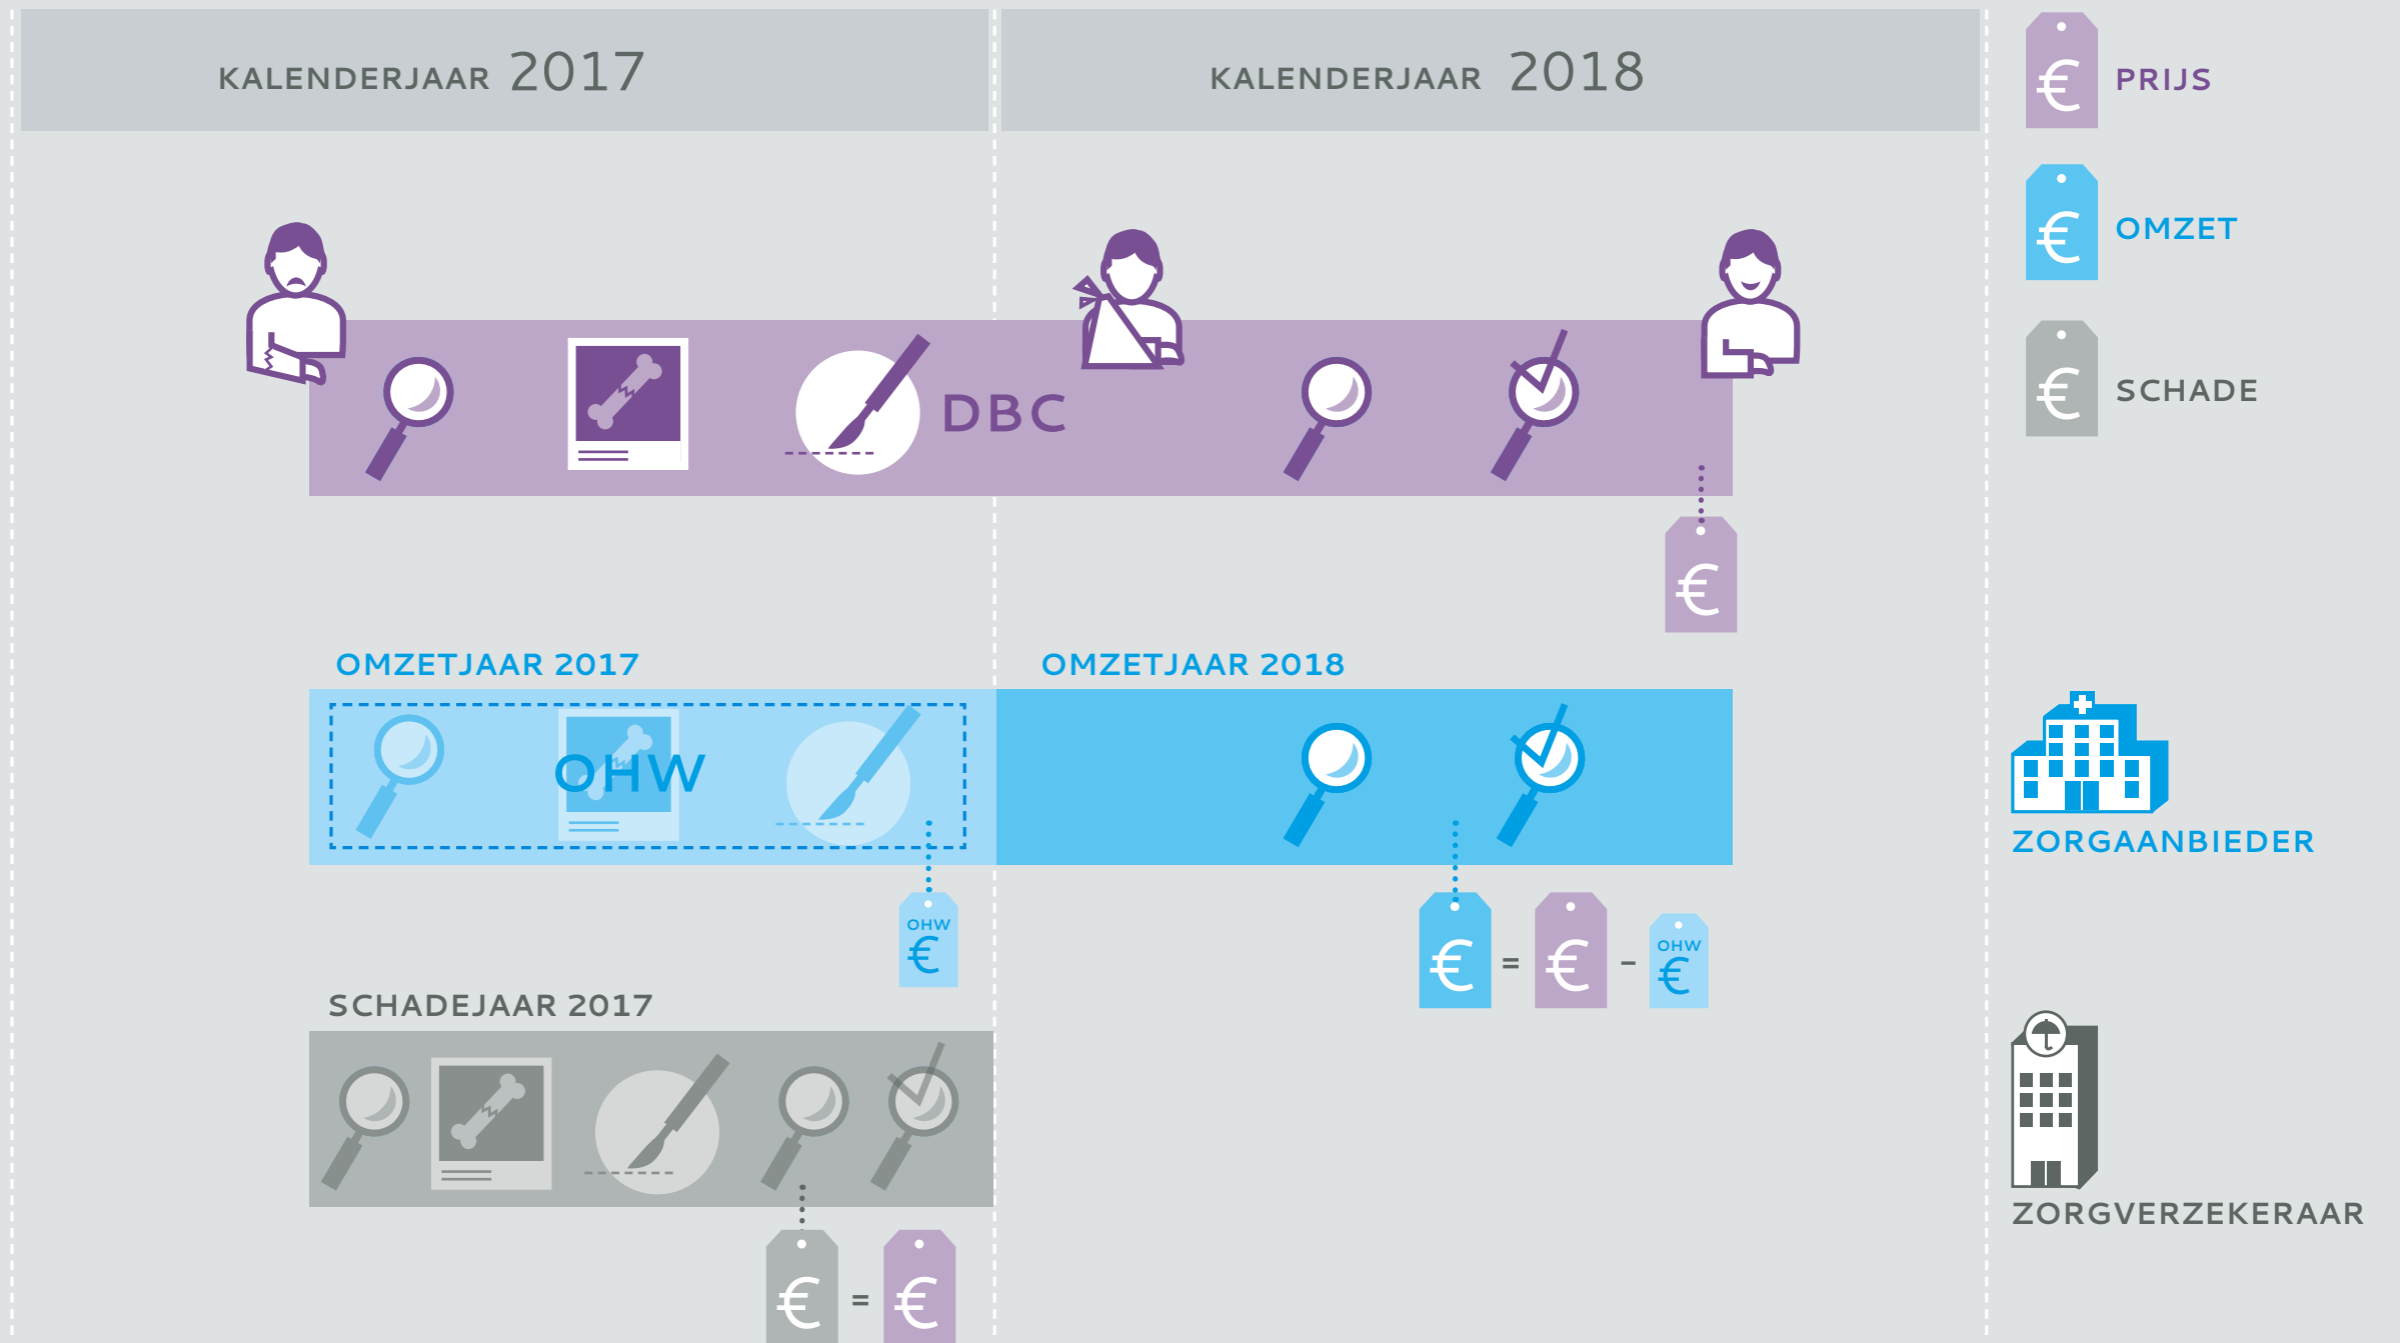 KALENDERJAAR 2017
KALENDERJAAR 2018
€ PRIJS
€ OMZET
€ SCHADE
DBC
€
OMZETJAAR 2017
OMZETJAAR 2018
OHW
ZORGAANBIEDER
OHW
€
€ = € - OHW €
SCHADEJAAR 2017
ZORGVERZEKERAAR
€ = €